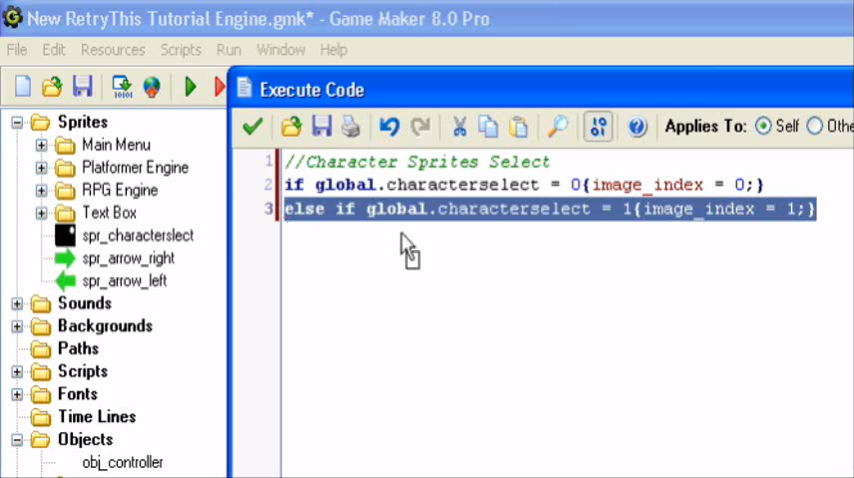 New RetryThis Tutorial Engine.gmk* - Game Maker 8.0 Pro
File Edit Resources Scripts Run Window Help
Execute Code
Applies To: Self Othe
Sprites
Main Menu
Platformer Engine
RPG Engine
Text Box
spr_characterslect
spr_arrow_right
spr_arrow_left
Sounds
Backgrounds
Paths
Scripts
Fonts
Time Lines
Objects
obj_controller
1 //Character Sprites Select
2 if global.characterselect = 0{image_index = 0;}
3 else if global.characterselect = 1{image_index = 1;}